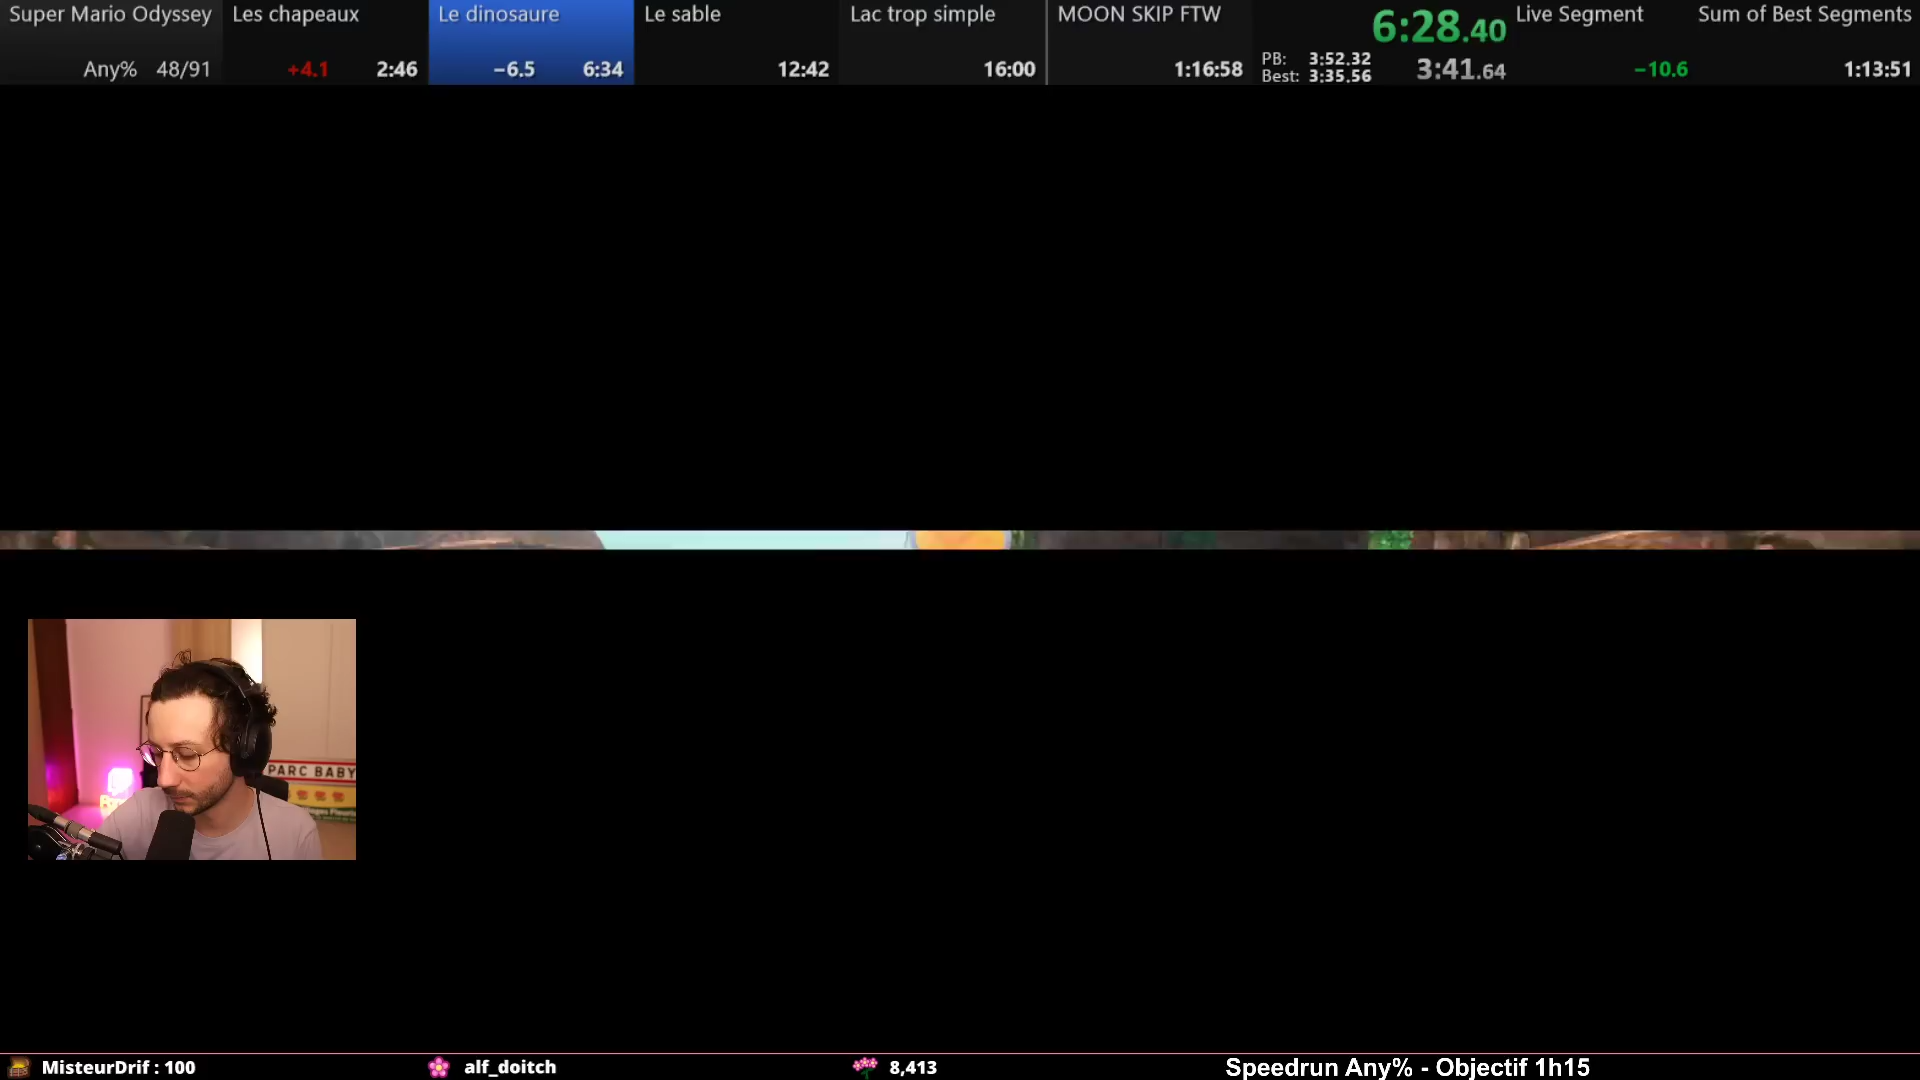 Super Mario Odyssey
Any% 48/91
Les chapeaux
+4.1 2:46
Le dinosaure
−6.5 6:34
Le sable
12:42
Lac trop simple
16:00
MOON SKIP FTW
1:16:58
6:28.40
PB: 3:52.32
Best: 3:35.56
3:41.64
Live Segment
−10.6
Sum of Best Segments
1:13:51
PARC BABY
MisteurDrif : 100
alf_doitch
8,413
Speedrun Any% - Objectif 1h15